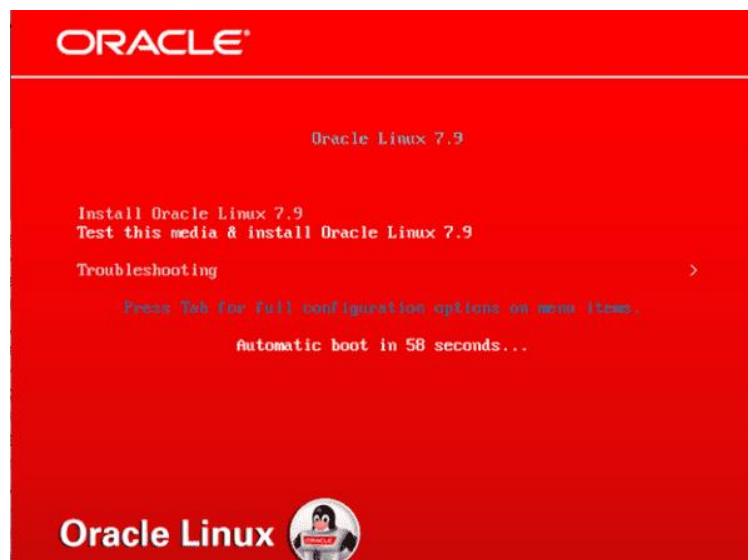 ORACLE®
Oracle Linux 7.9
Install Oracle Linux 7.9
Test this media & install Oracle Linux 7.9
Troubleshooting >
Press Tab for full configuration options on menu items.
Automatic boot in 58 seconds...
Oracle Linux
ORACLE